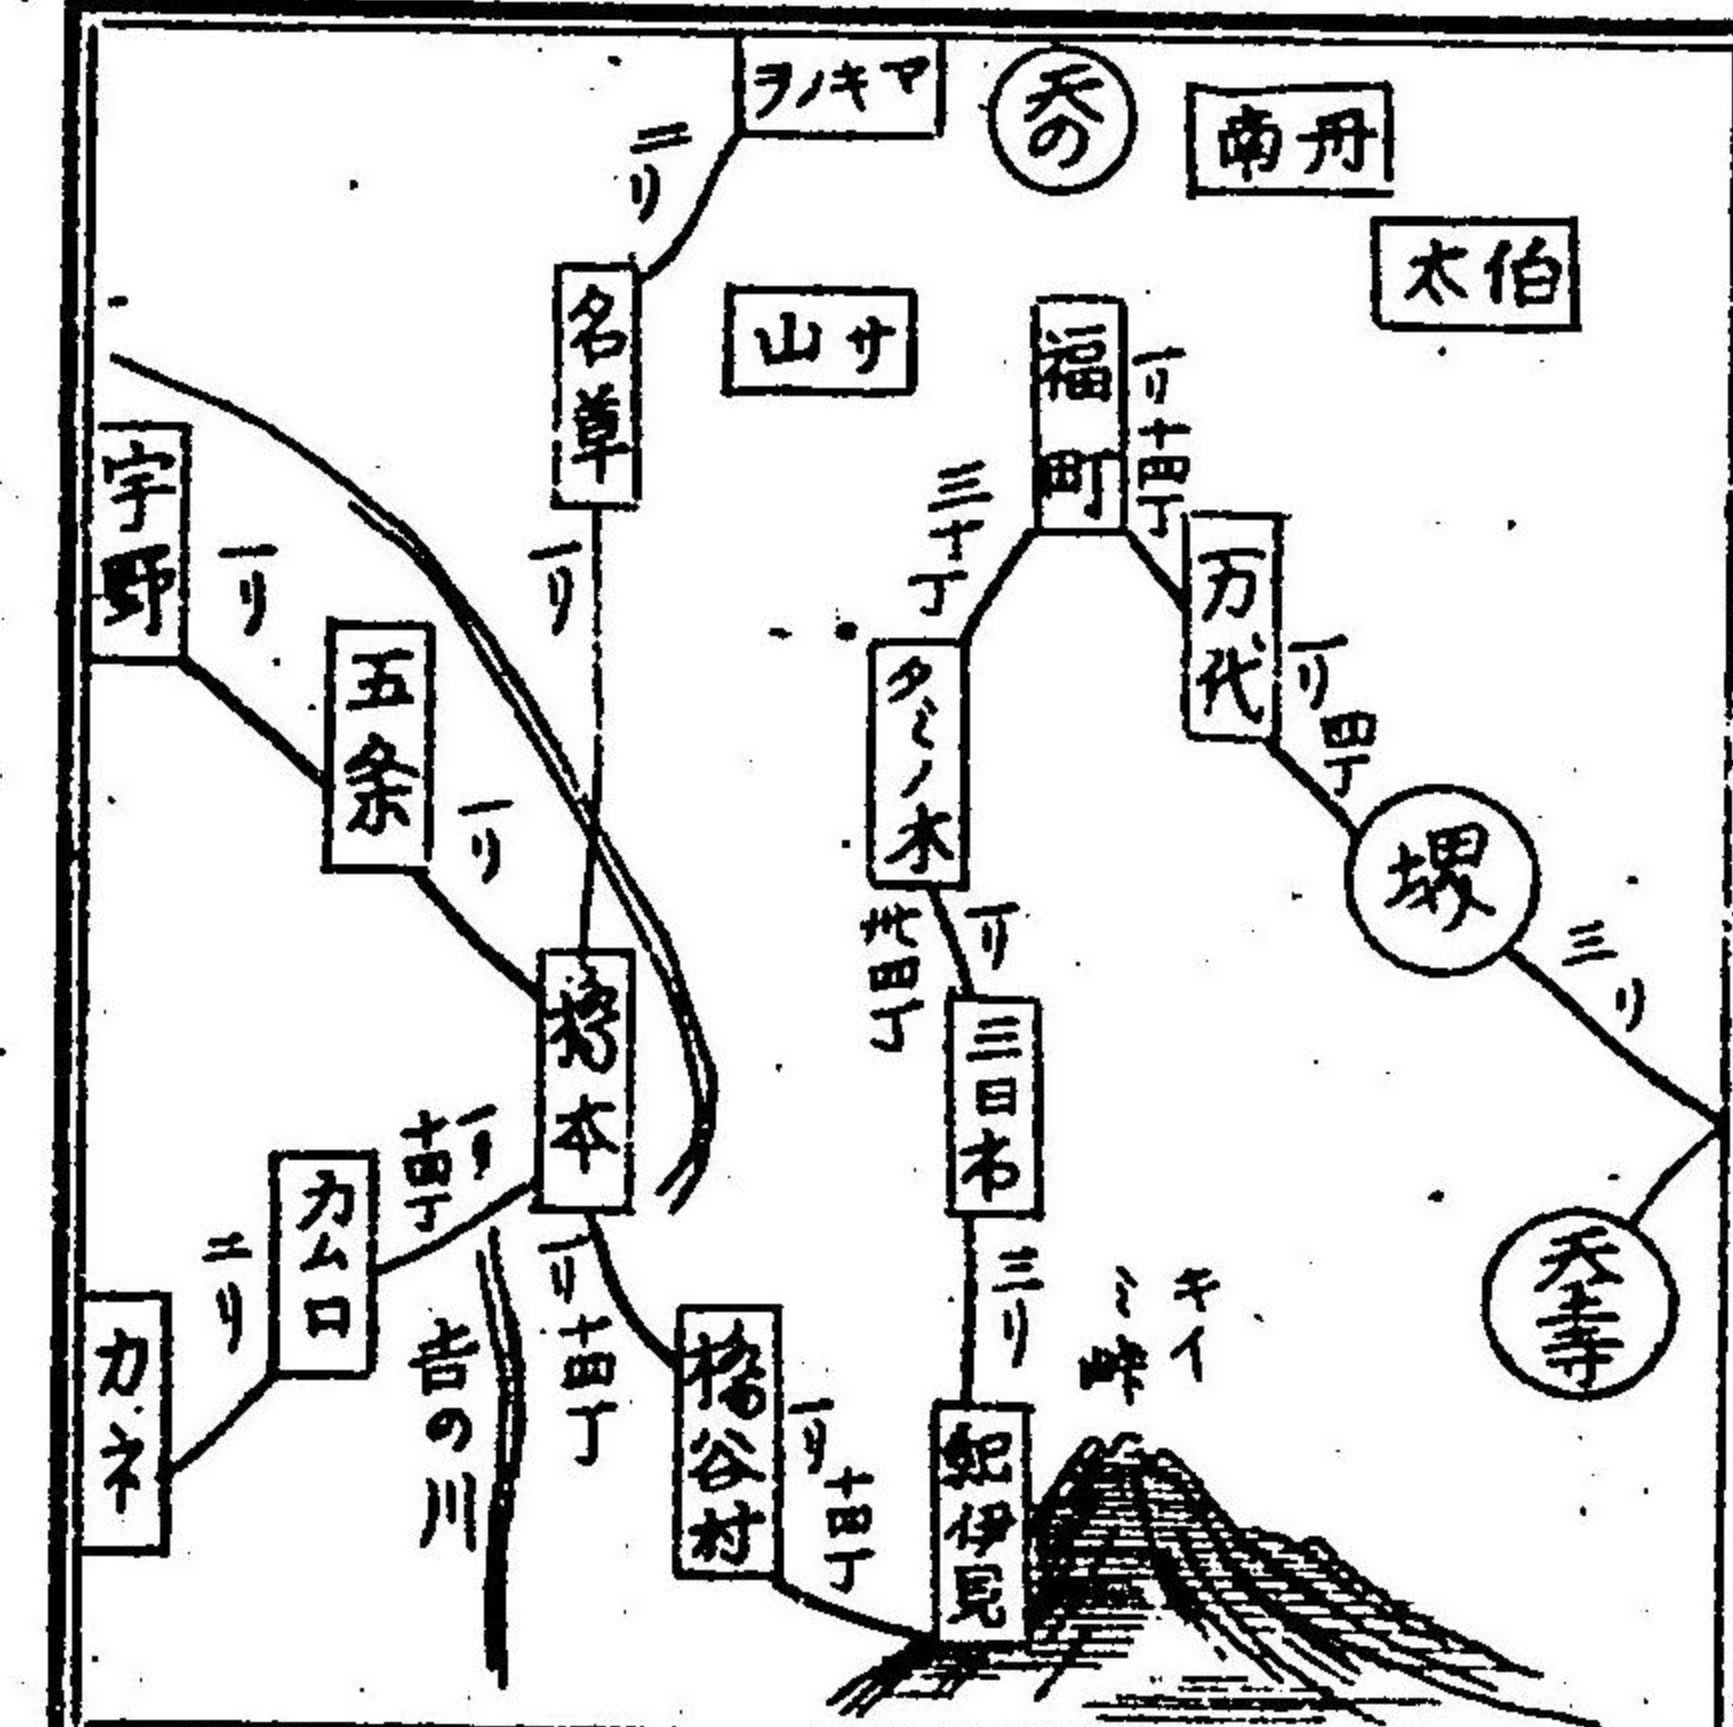 マキノヲ
天の
南丹
太伯
二リ
名草
山サ
福町
一リ十四丁
三十丁
万代
一リ四丁
堺
三リ
天王寺
宇野
一リ
五条
一リ
一リ
タミノ木
一リ
卅四丁
三日市
三リ
キイミ峠
紀伊見
橋本
一リ
十四丁
カムロ
二リ
カネ
吉の川
一リ十四丁
橋谷村
一リ十四丁